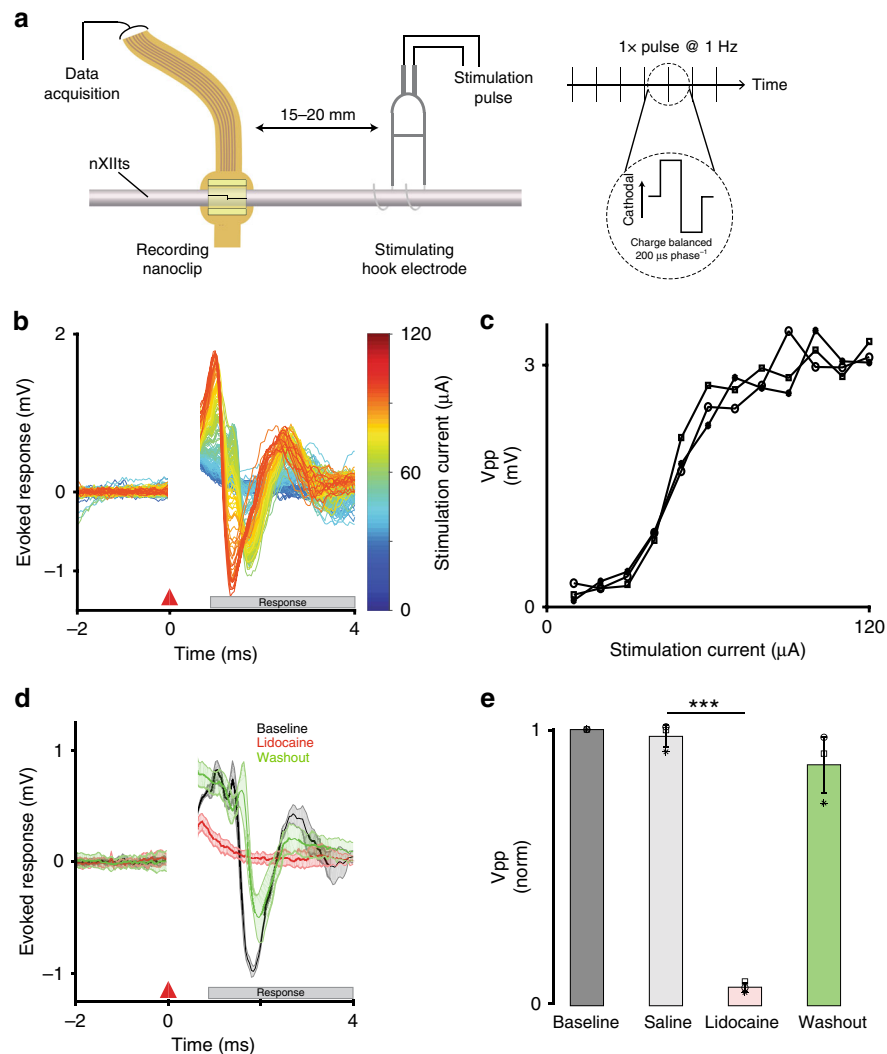 a
Data
acquisition
Stimulation
pulse
15–20 mm
nXIIts
Recording
nanoclip
Stimulating
hook electrode
1× pulse @ 1 Hz
Time
Cathodal
Charge balanced
200 µs phase⁻¹
b
2
1
0
−1
Evoked response (mV)
−2
0
2
4
Time (ms)
Response
120
60
0
Stimulation current (µA)
c
3
0
Vpp
(mV)
0
120
Stimulation current (µA)
d
1
0
−1
Evoked response (mV)
Baseline
Lidocaine
Washout
Response
−2
0
2
4
Time (ms)
e
***
1
0
Vpp
(norm)
Baseline
Saline
Lidocaine
Washout